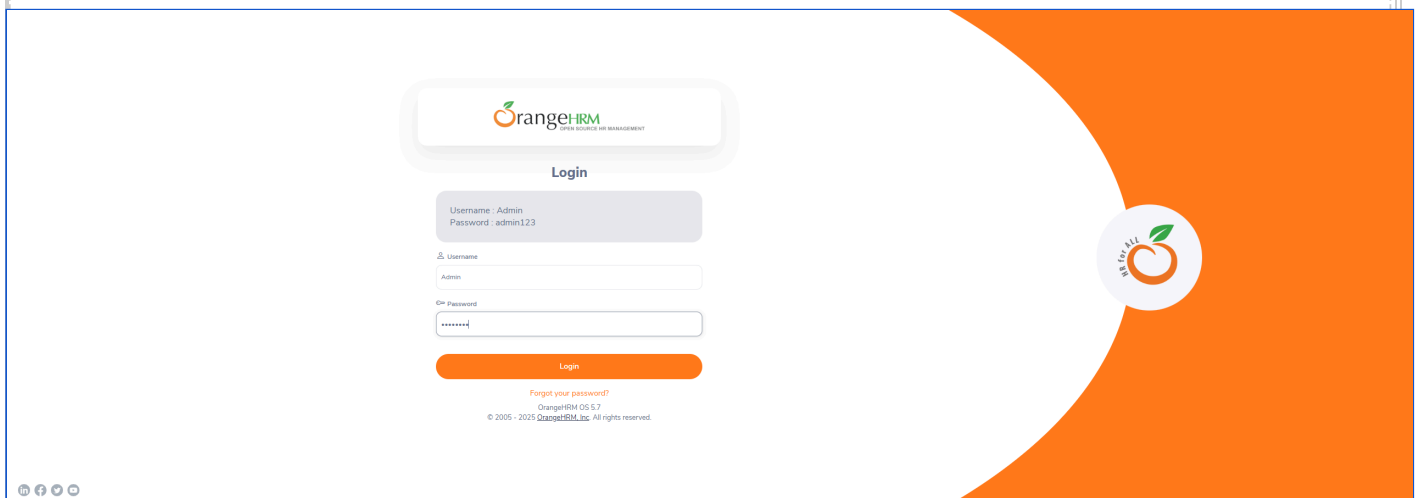 OrangeHRM
OPEN SOURCE HR MANAGEMENT
Login
Username : Admin
Password : admin123
Username
Admin
Password
Login
Forgot your password?
OrangeHRM OS 5.7
© 2005 - 2025 OrangeHRM, Inc. All rights reserved.
HR for ALL